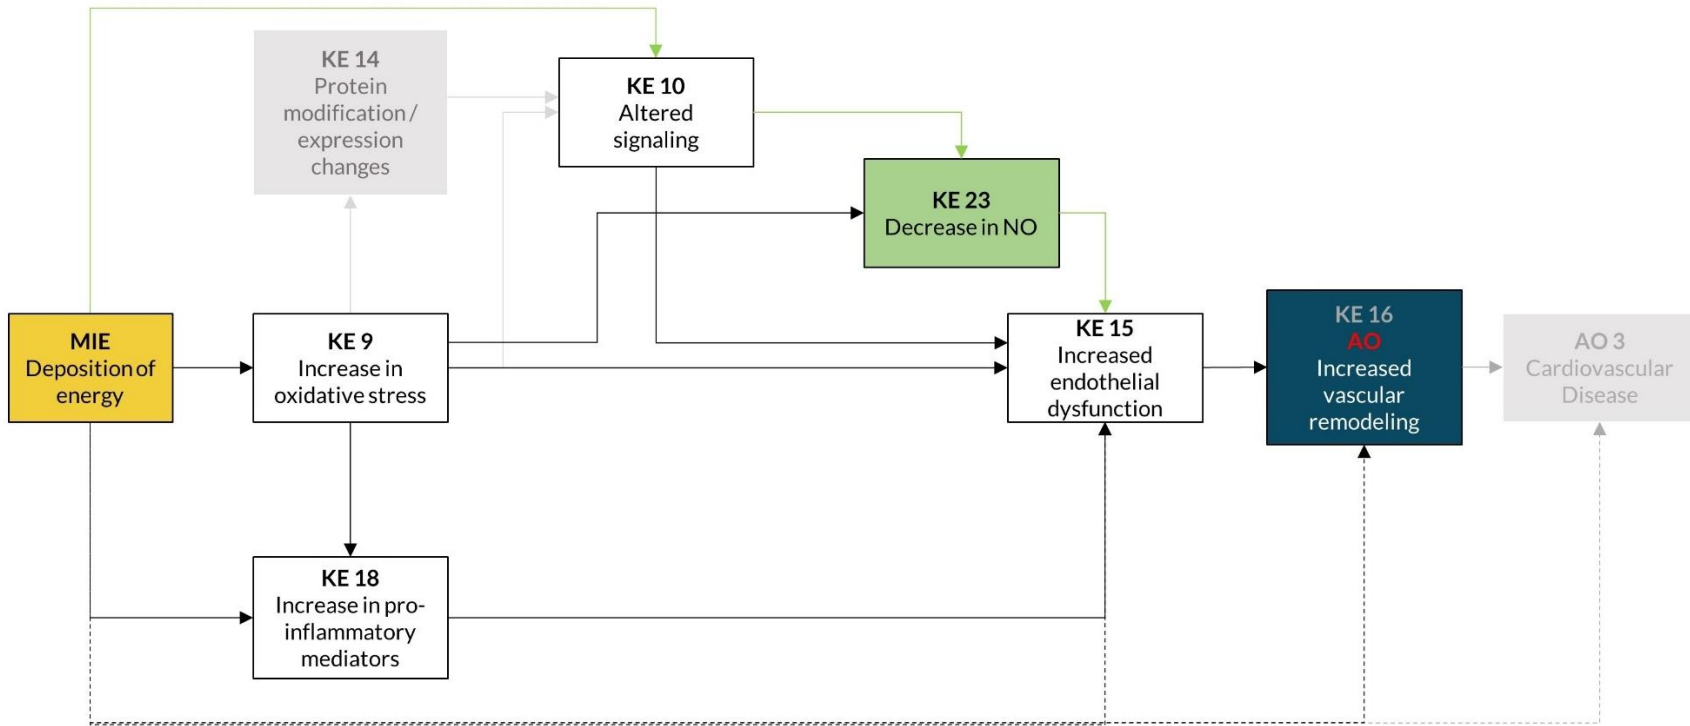 KE 14
Protein
modification /
expression
changes
KE 10
Altered
signaling
KE 23
Decrease in NO
MIE
Deposition of
energy
KE 9
Increase in
oxidative stress
KE 15
Increased
endothelial
dysfunction
KE 16
AO
Increased
vascular
remodeling
AO 3
Cardiovascular
Disease
KE 18
Increase in pro-
inflammatory
mediators